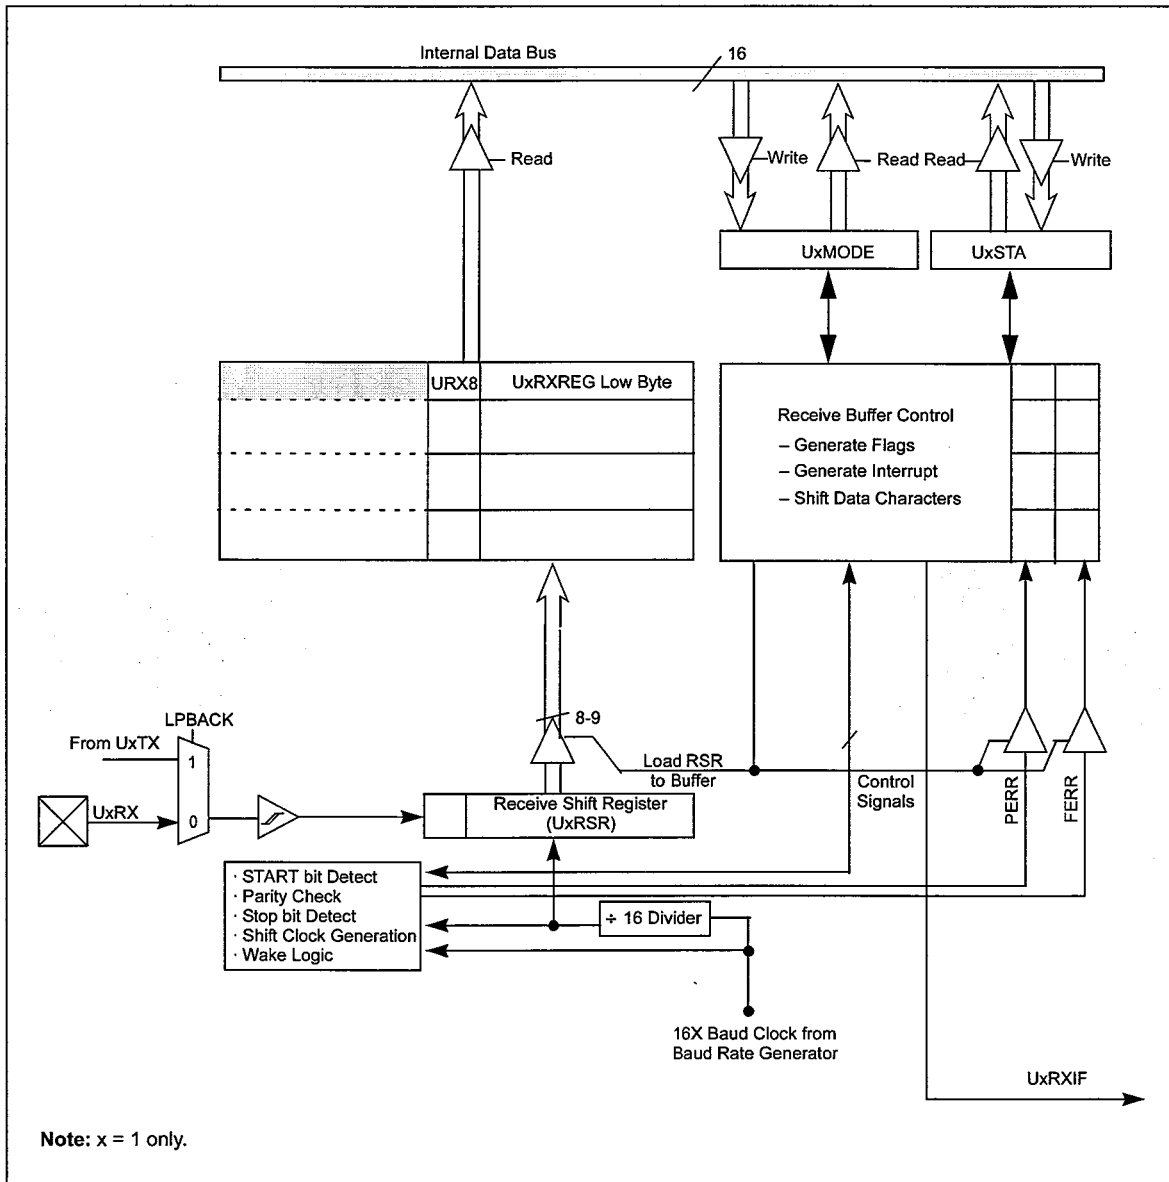 Internal Data Bus
16
Read
Write
Read Read
Write
UxMODE
UxSTA
URX8
UxRXREG Low Byte
Receive Buffer Control
– Generate Flags
– Generate Interrupt
– Shift Data Characters
LPBACK
From UxTX
1
UxRX
0
8-9
Load RSR
to Buffer
Control
Signals
PERR
FERR
Receive Shift Register
(UxRSR)
· START bit Detect
· Parity Check
· Stop bit Detect
· Shift Clock Generation
· Wake Logic
÷ 16 Divider
16X Baud Clock from
Baud Rate Generator
UxRXIF
Note: x = 1 only.